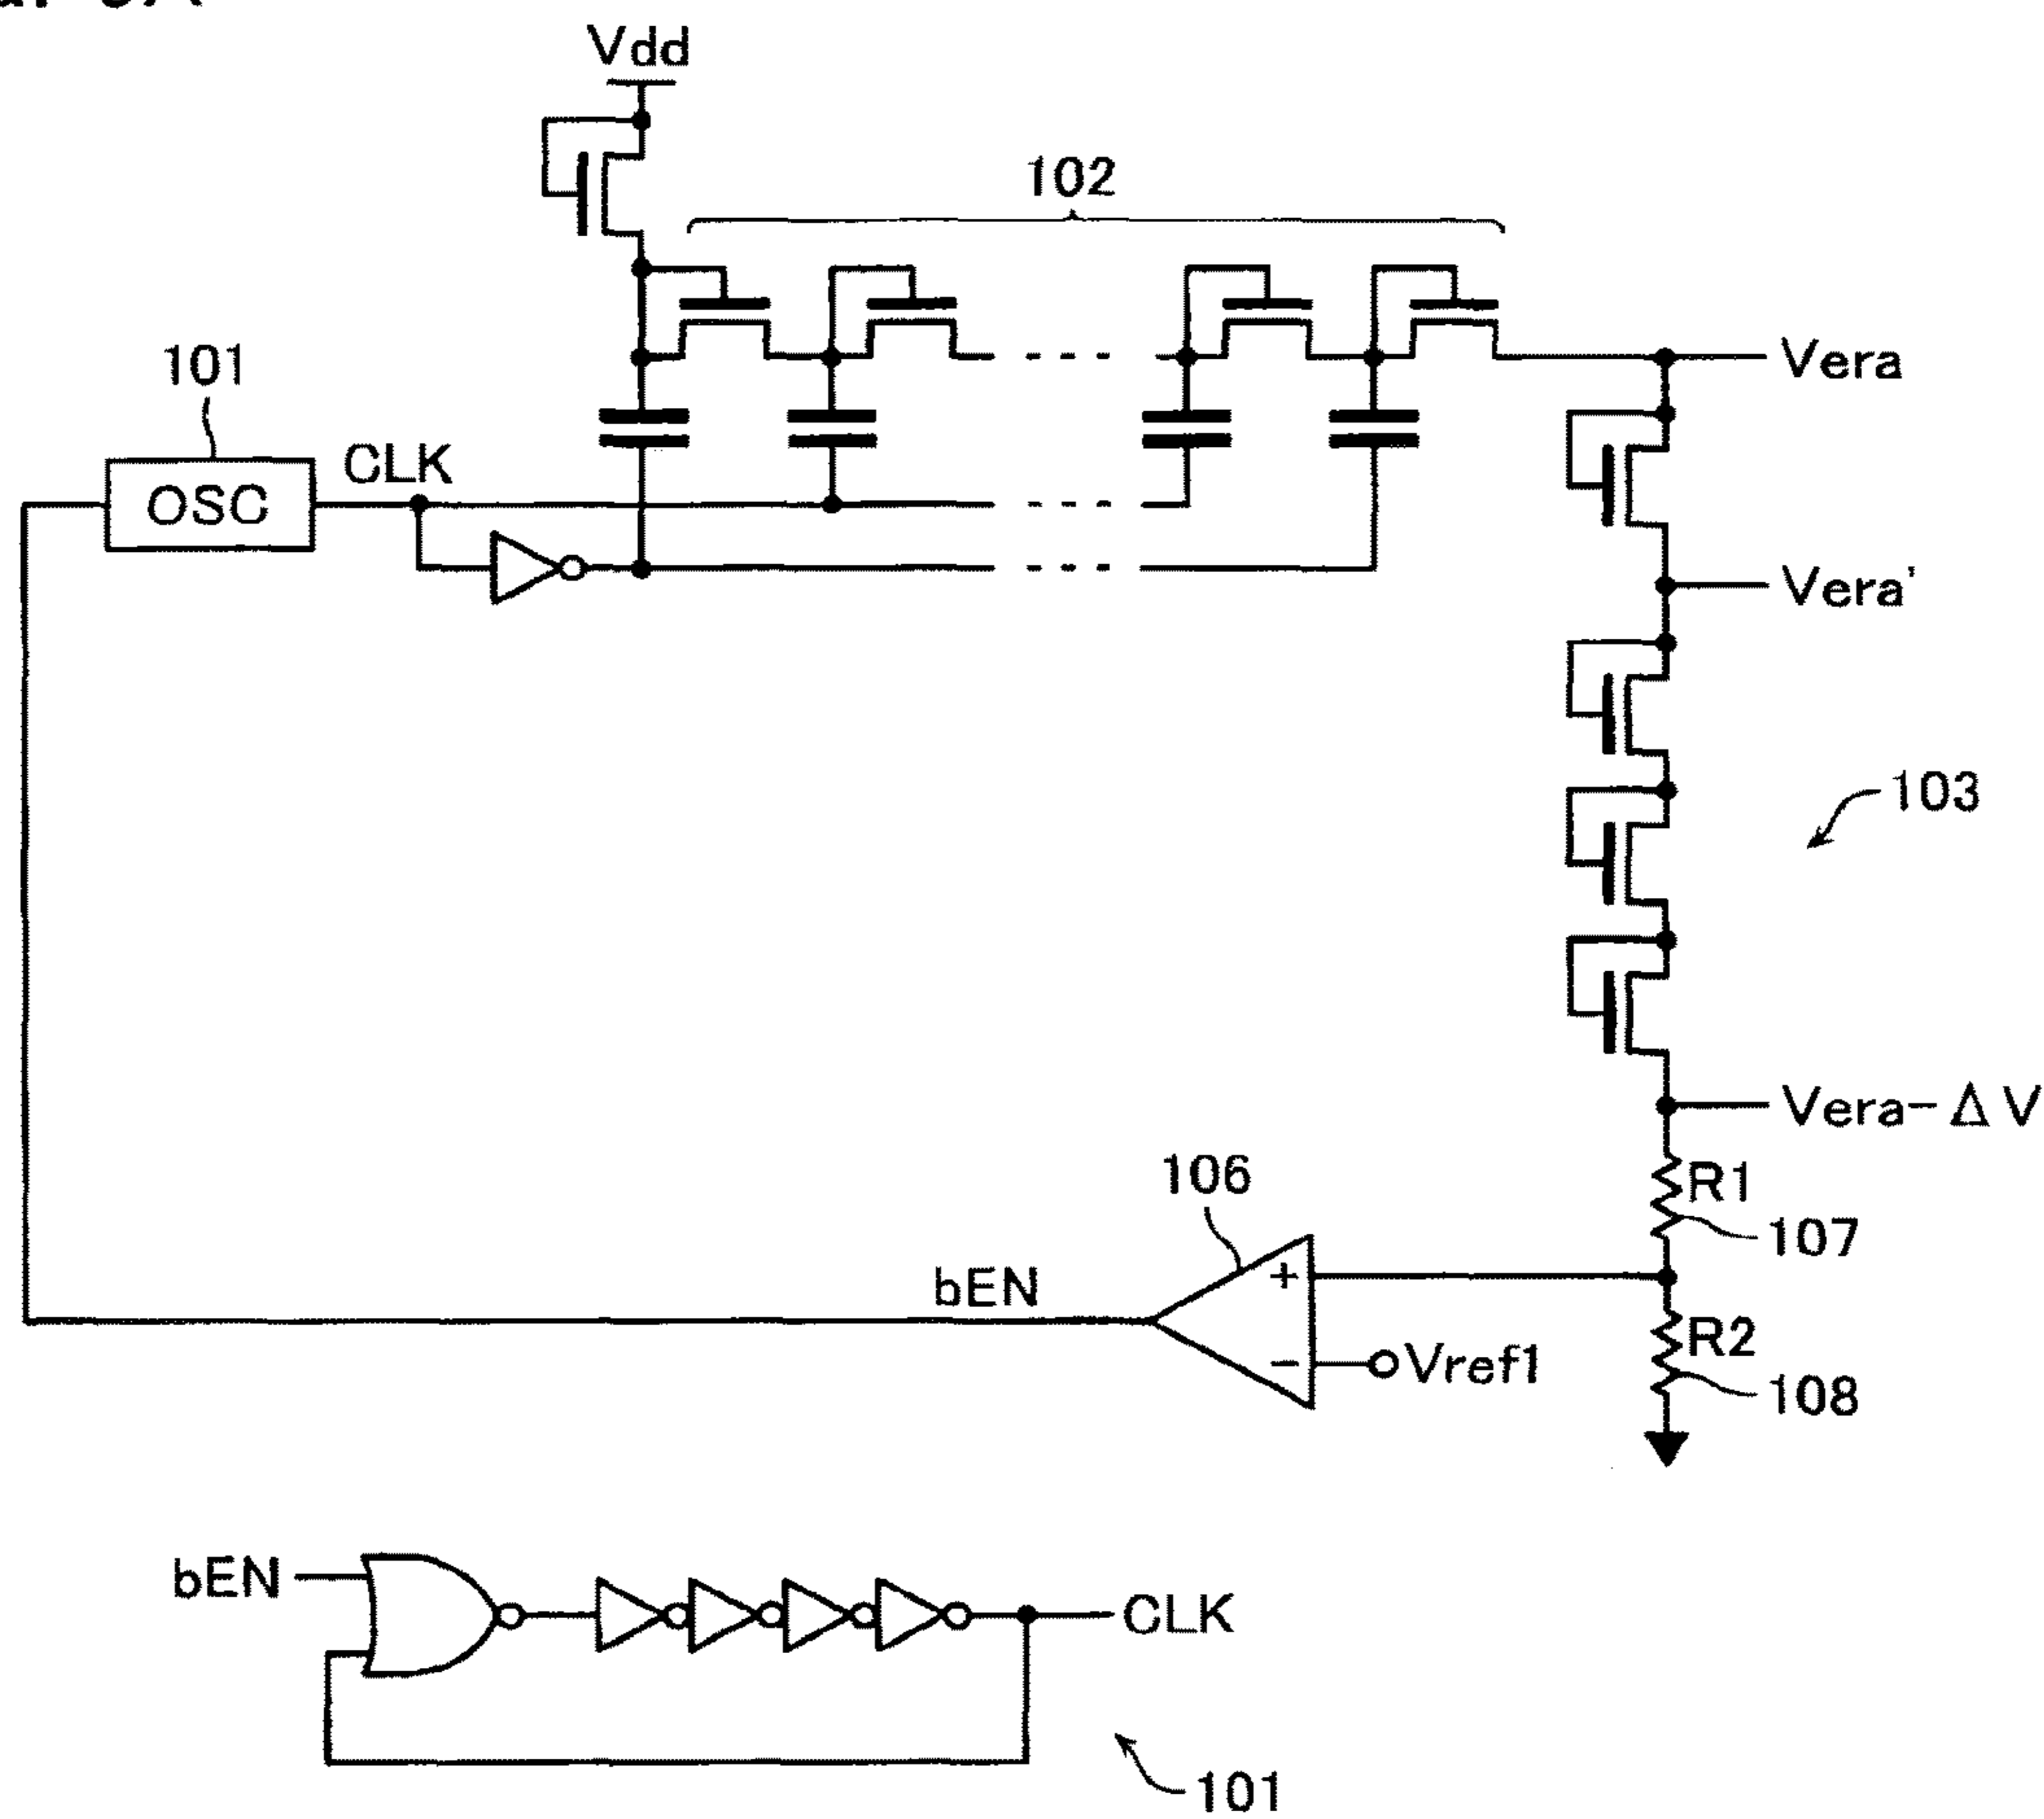 Vdd
102
101
CLK
OSC
Vera
Vera'
103
Vera-ΔV
R1
107
106
bEN
+
-
Vref1
R2
108
bEN
CLK
101